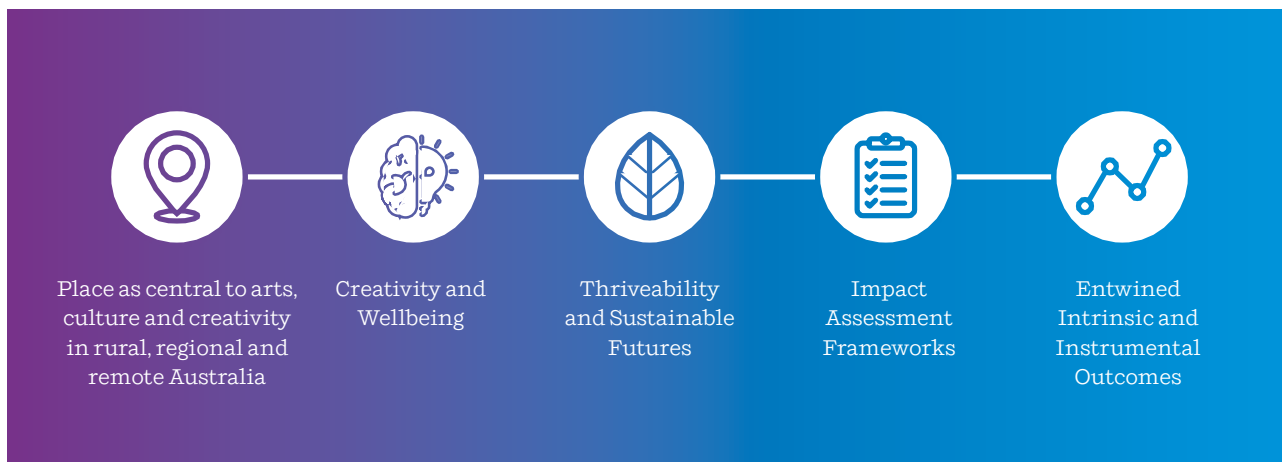 Place as central to arts,
culture and creativity
in rural, regional and
remote Australia
Creativity and
Wellbeing
Thriveability
and Sustainable
Futures
Impact
Assessment
Frameworks
Entwined
Intrinsic and
Instrumental
Outcomes